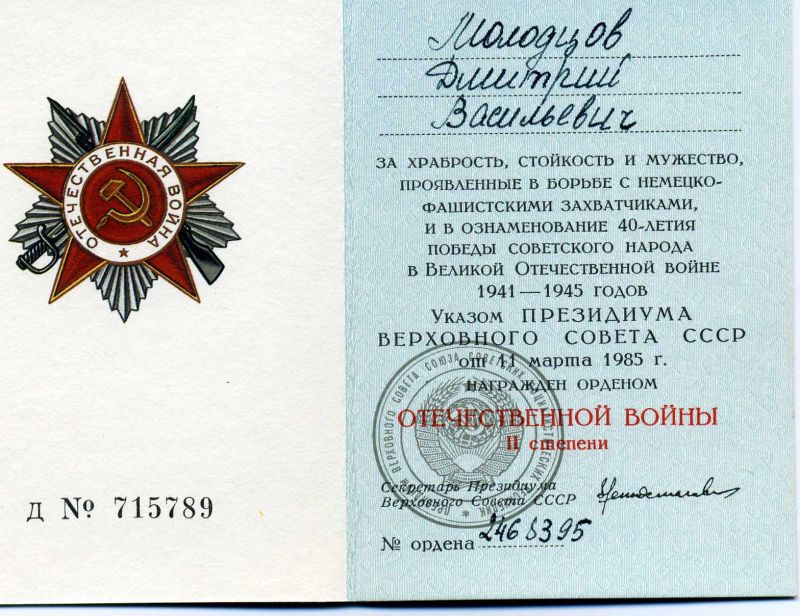 ОТЕЧЕСТВЕННАЯ ВОЙНА
Д № 715789
Молодцов
Дмитрий
Васильевич
ЗА ХРАБРОСТЬ, СТОЙКОСТЬ И МУЖЕСТВО,
ПРОЯВЛЕННЫЕ В БОРЬБЕ С НЕМЕЦКО-
ФАШИСТСКИМИ ЗАХВАТЧИКАМИ,
И В ОЗНАМЕНОВАНИЕ 40-ЛЕТИЯ
ПОБЕДЫ СОВЕТСКОГО НАРОДА
В ВЕЛИКОЙ ОТЕЧЕСТВЕННОЙ ВОЙНЕ
1941—1945 ГОДОВ
УКАЗОМ ПРЕЗИДИУМА
ВЕРХОВНОГО СОВЕТА СССР
от 11 марта 1985 г.
НАГРАЖДЕН ОРДЕНОМ
ОТЕЧЕСТВЕННОЙ ВОЙНЫ
II степени
Секретарь Президиума
Верховного Совета СССР
№ ордена 2468395